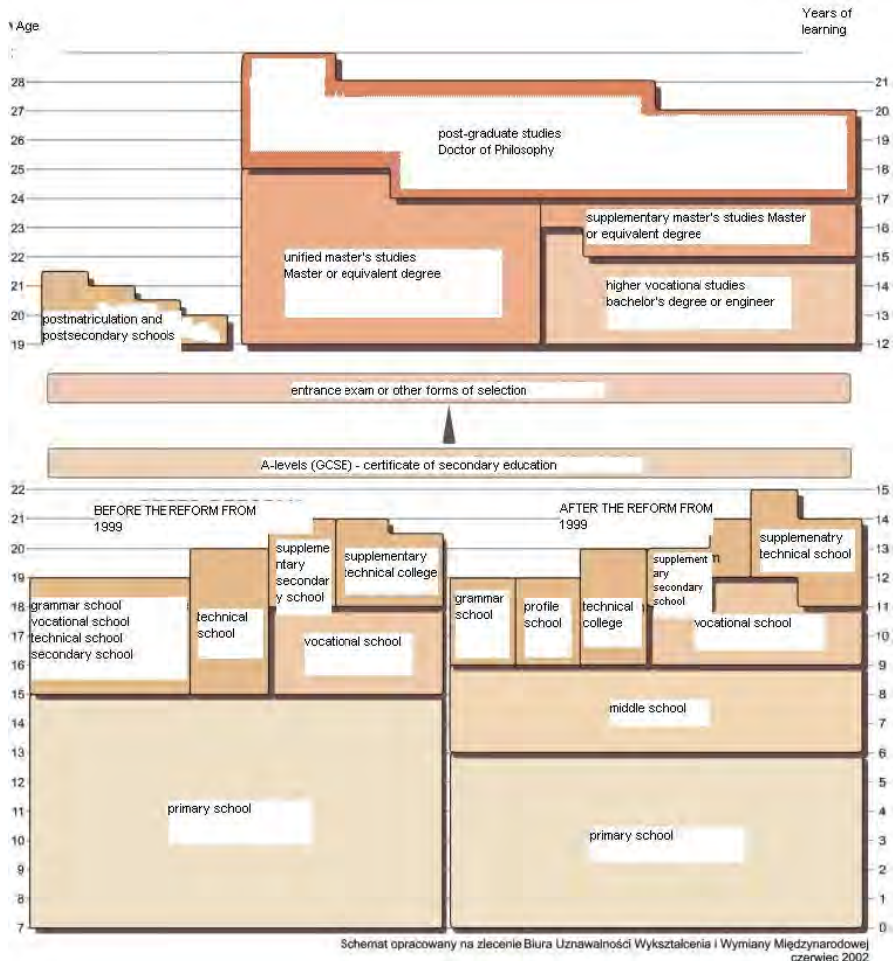 Age
Years of
learning
28
27
26
25
24
23
22
21
20
19
21
20
19
18
17
16
15
14
13
12
post-graduate studies
Doctor of Philosophy
supplementary master's studies Master
or equivalent degree
unified master's studies
Master or equivalent degree
higher vocational studies
bachelor's degree or engineer
postmatriculation and
postsecondary schools
entrance exam or other forms of selection
A-levels (GCSE) - certificate of secondary education
22
21
20
19
18
17
16
15
14
13
12
11
10
9
8
7
BEFORE THE REFORM FROM
1999
suppleme
ntary
secondar
y school
supplementary
technical college
grammar school
vocational school
technical school
secondary school
technical
school
vocational school
primary school
AFTER THE REFORM FROM
1999
supplemenatry
technical school
grammar
school
profile
school
technical
college
supplement
ary
secondary
school
m
vocational school
middle school
primary school
15
14
13
12
11
10
9
8
7
6
5
4
3
2
1
0
Schemat opracowany na zlecenie Biura Uznawalności Wykształcenia i Wymiany Międzynarodowej
czerwiec 2002